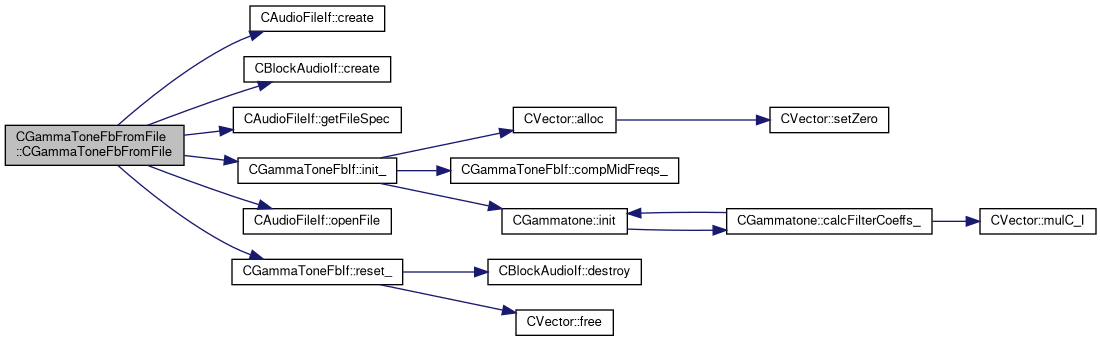 CAudioFileIf::create
CBlockAudioIf::create
CGammaToneFbFromFile
::CGammaToneFbFromFile
CAudioFileIf::getFileSpec
CGammaToneFbIf::init_
CAudioFileIf::openFile
CGammaToneFbIf::reset_
CVector::alloc
CGammaToneFbIf::compMidFreqs_
CGammatone::init
CBlockAudioIf::destroy
CVector::free
CVector::setZero
CGammatone::calcFilterCoeffs_
CVector::mulC_I